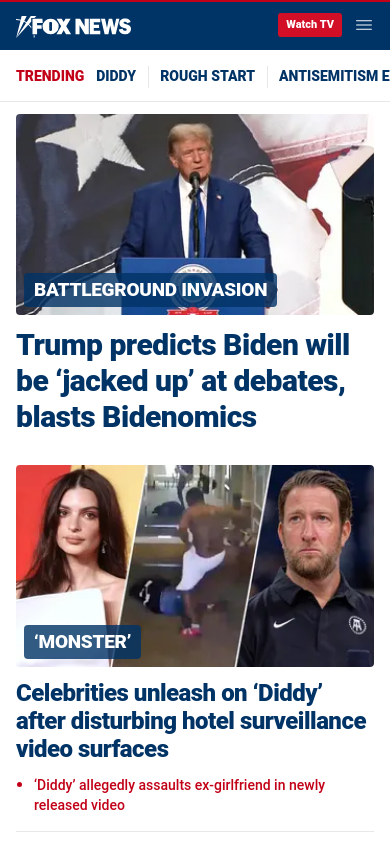 FOX NEWS
Watch TV
TRENDING DIDDY ROUGH START ANTISEMITISM E
BATTLEGROUND INVASION
Trump predicts Biden will
be ‘jacked up’ at debates,
blasts Bidenomics
‘MONSTER’
Celebrities unleash on ‘Diddy’
after disturbing hotel surveillance
video surfaces
• ‘Diddy’ allegedly assaults ex-girlfriend in newly
released video